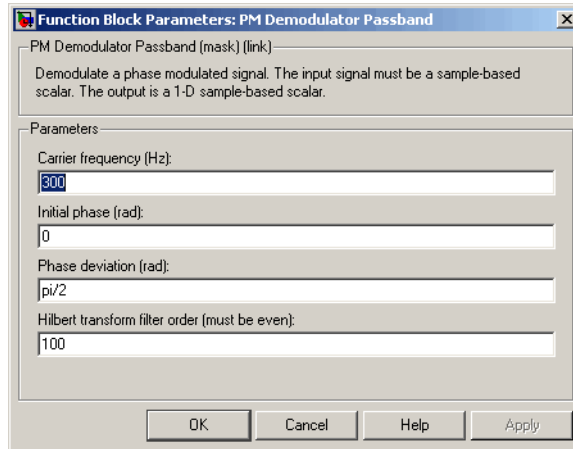 Function Block Parameters: PM Demodulator Passband
PM Demodulator Passband (mask) (link)
Demodulate a phase modulated signal. The input signal must be a sample-based
scalar. The output is a 1-D sample-based scalar.
Parameters
Carrier frequency (Hz):
300
Initial phase (rad):
0
Phase deviation (rad):
pi/2
Hilbert transform filter order (must be even):
100
OK Cancel Help Apply